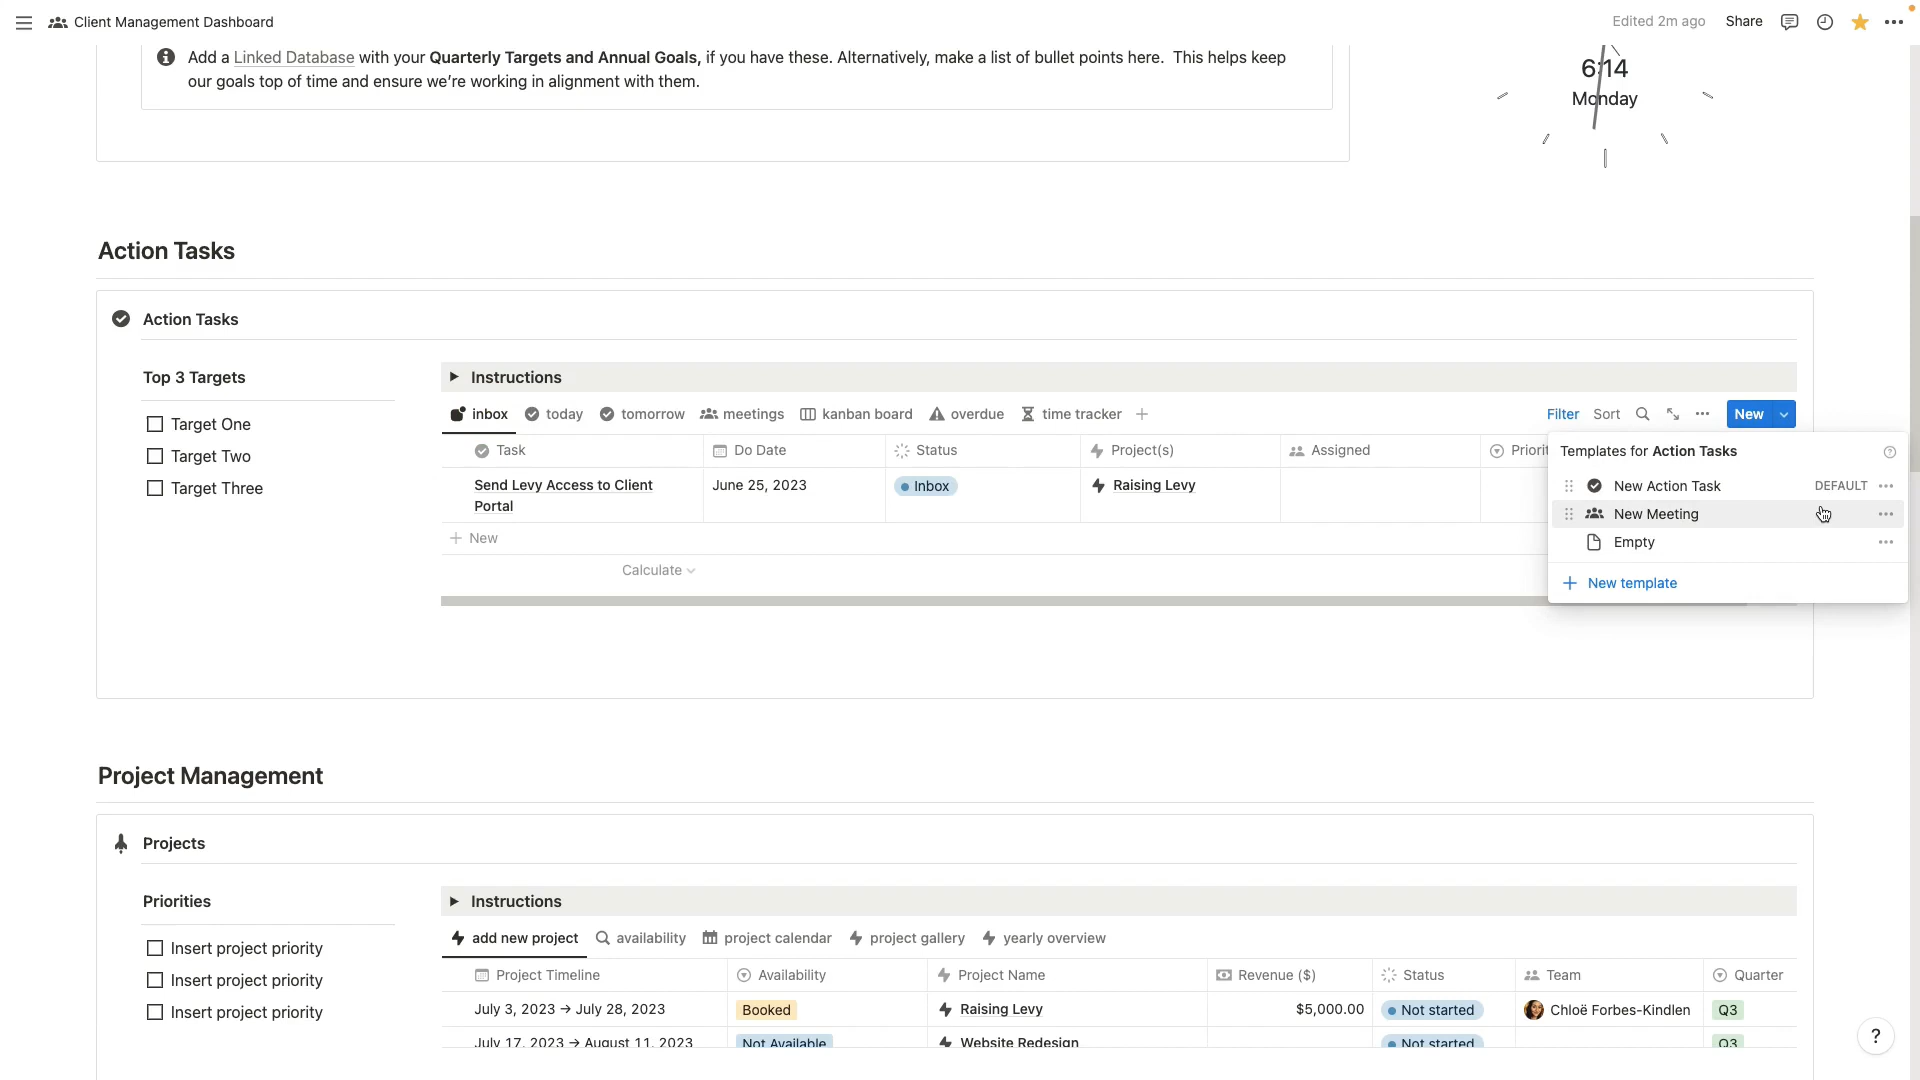 Client Management Dashboard
Edited 2m ago
Share
Add a Linked Database with your Quarterly Targets and Annual Goals, if you have these. Alternatively, make a list of bullet points here. This helps keep
our goals top of time and ensure we're working in alignment with them.
6:14
Monday
Action Tasks
Action Tasks
Top 3 Targets
Target One
Target Two
Target Three
Instructions
inbox today tomorrow meetings kanban board overdue time tracker
Filter Sort New
Task Do Date Status Project(s) Assigned
Send Levy Access to Client
Portal
June 25, 2023
Inbox
Raising Levy
New
Calculate
Templates for Action Tasks
New Action Task DEFAULT
New Meeting
Empty
New template
Project Management
Projects
Priorities
Insert project priority
Insert project priority
Insert project priority
Instructions
add new project availability project calendar project gallery yearly overview
Project Timeline Availability Project Name Revenue ($) Status Team Quarter
July 3, 2023 → July 28, 2023 Booked Raising Levy $5,000.00 Not started Chloë Forbes-Kindlen Q3
July 17, 2023 → August 11, 2023 Not Available Website Redesign Not started Q3
?